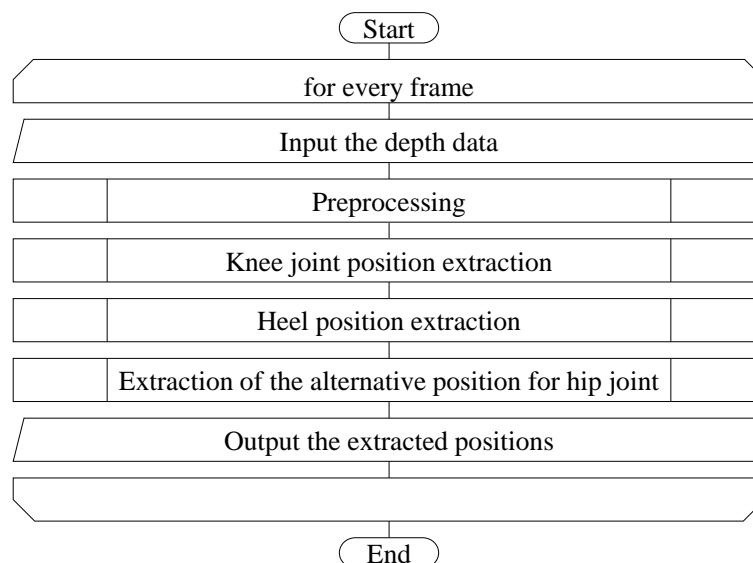 Start
for every frame
Input the depth data
Preprocessing
Knee joint position extraction
Heel position extraction
Extraction of the alternative position for hip joint
Output the extracted positions
End